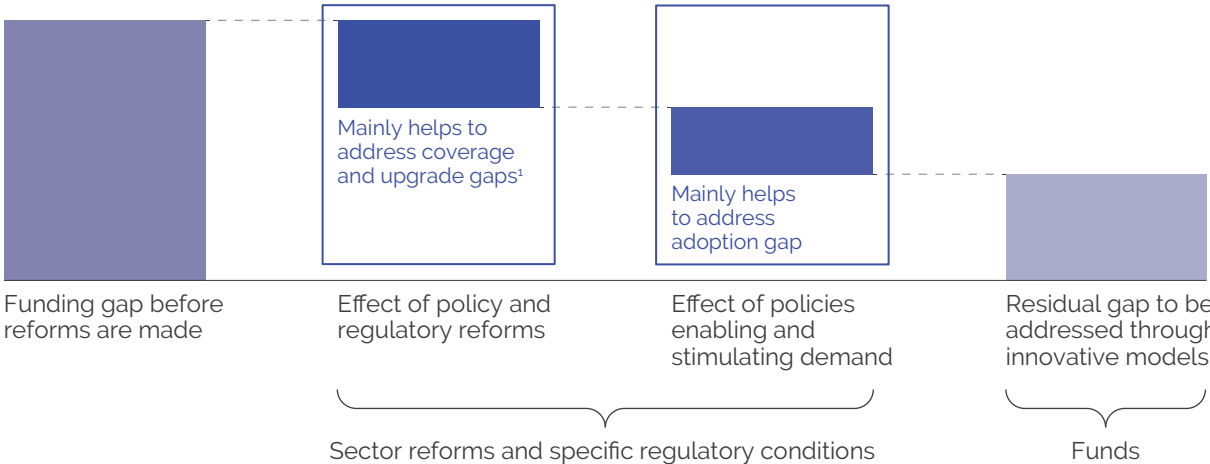 Mainly helps to
address coverage
and upgrade gaps¹
Mainly helps
to address
adoption gap
Funding gap before
reforms are made
Effect of policy and
regulatory reforms
Effect of policies
enabling and
stimulating demand
Residual gap to be
addressed through
innovative models
Sector reforms and specific regulatory conditions
Funds